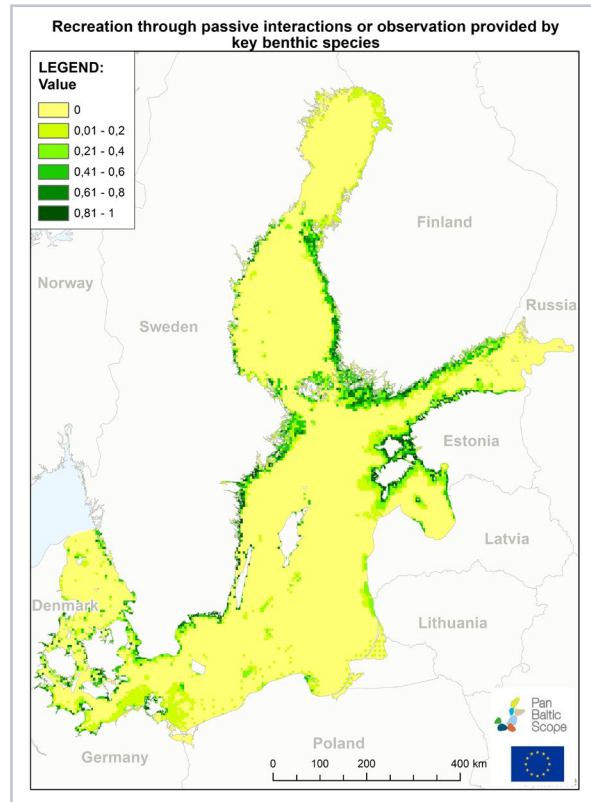 Recreation through passive interactions or observation provided by
key benthic species
LEGEND:
Value
0
0,01 - 0,2
0,21 - 0,4
0,41 - 0,6
0,61 - 0,8
0,81 - 1
Finland
Norway
Russia
Sweden
Estonia
Latvia
Denmark
Lithuania
Pan
Baltic
Scope
Germany
Poland
0 100 200 400 km